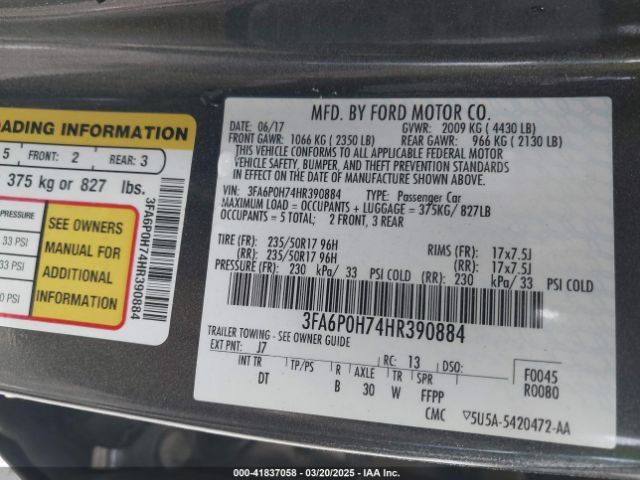 OADING INFORMATION
5 FRONT: 2 REAR: 3
375 kg or 827 lbs.
PRESSURE
33 PSI
33 PSI
0 PSI
SEE OWNERS
MANUAL FOR
ADDITIONAL
INFORMATION
3FA6P0H74HR390884
MFD. BY FORD MOTOR CO.
DATE: 06/17 GVWR: 2009 KG ( 4430 LB)
FRONT GAWR: 1066 KG ( 2350 LB) REAR GAWR: 966 KG ( 2130 LB)
THIS VEHICLE CONFORMS TO ALL APPLICABLE FEDERAL MOTOR
VEHICLE SAFETY, BUMPER, AND THEFT PREVENTION STANDARDS
IN EFFECT ON THE DATE OF MANUFACTURE SHOWN ABOVE.
VIN: 3FA6P0H74HR390884 TYPE: Passenger Car
MAXIMUM LOAD = OCCUPANTS + LUGGAGE = 375KG/ 827LB
OCCUPANTS = 5 TOTAL; 2 FRONT, 3 REAR
TIRE (FR): 235/50R17 96H RIMS (FR): 17x7.5J
(RR): 235/50R17 96H (RR): 17x7.5J
PRESSURE (FR): 230 kPa/ 33 PSI COLD (RR): 230 kPa/ 33 PSI COLD
3FA6P0H74HR390884
TRAILER TOWING - SEE OWNER GUIDE
EXT PNT: J7 RC: 13 DSO: F0045
INT TR TP/PS R AXLE TR SPR R0080
DT B 30 W FFPP
CMC ▽5U5A-5420472-AA
(000-41837058 — 03/20/2025 — IAA Inc.)